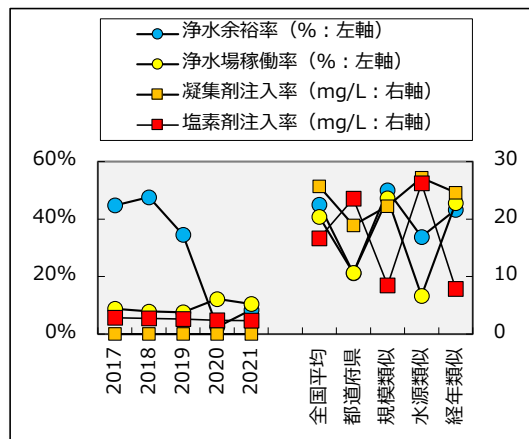 浄水余裕率（%：左軸）
浄水場稼働率（%：左軸）
凝集剤注入率（mg/L：右軸）
塩素剤注入率（mg/L：右軸）
60%
40%
20%
0%
30
20
10
0
2017
2018
2019
2020
2021
全国平均
都道府県
規模類似
水源類似
経年類似